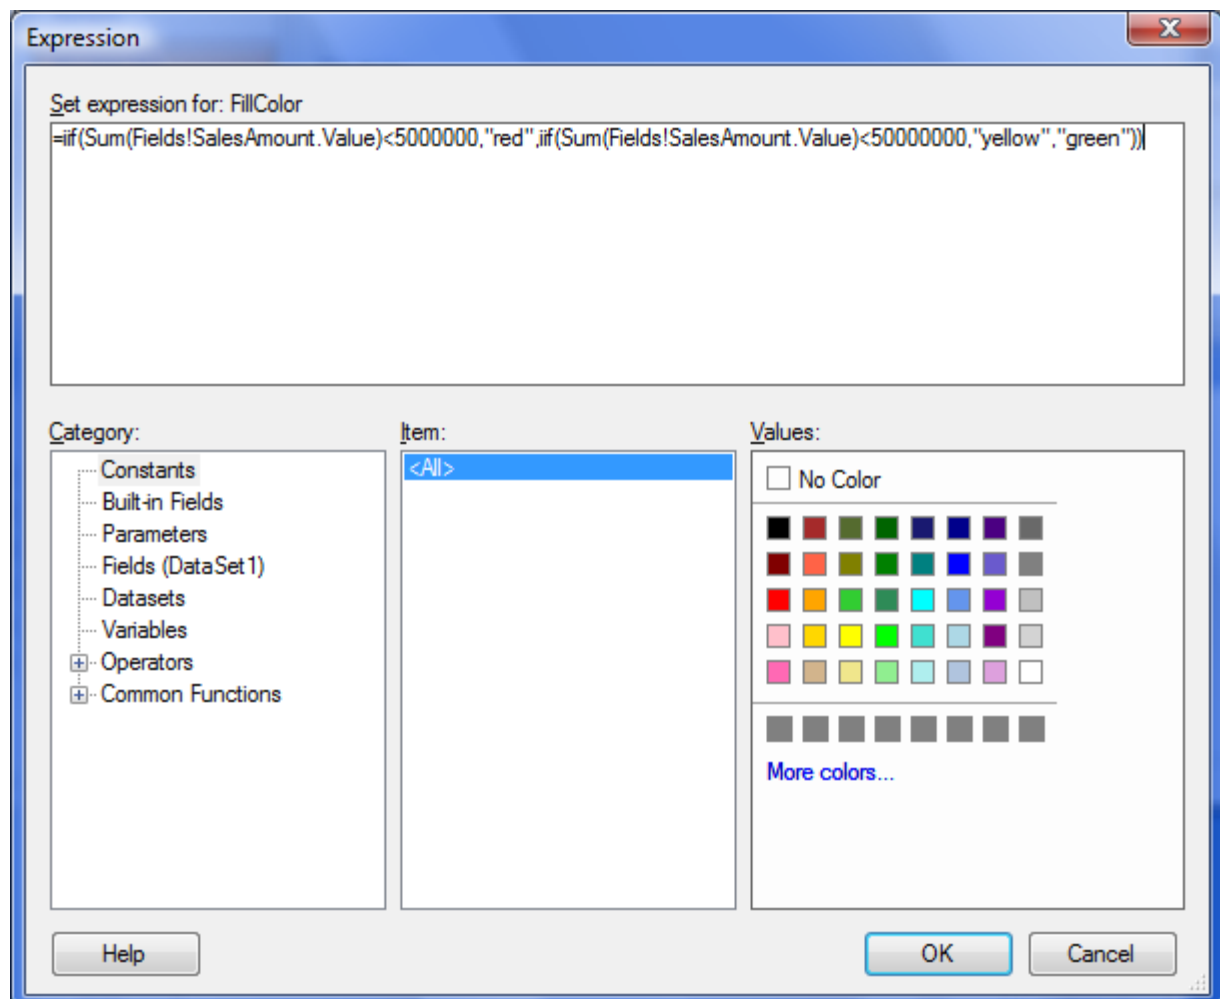 Expression
Set expression for: FillColor
=iif(Sum(Fields!SalesAmount.Value)<5000000,"red",iif(Sum(Fields!SalesAmount.Value)<50000000,"yellow","green"))
Category:
Constants
Built-in Fields
Parameters
Fields (DataSet1)
Datasets
Variables
Operators
Common Functions
Item:
<All>
Values:
No Color
More colors...
Help
OK
Cancel